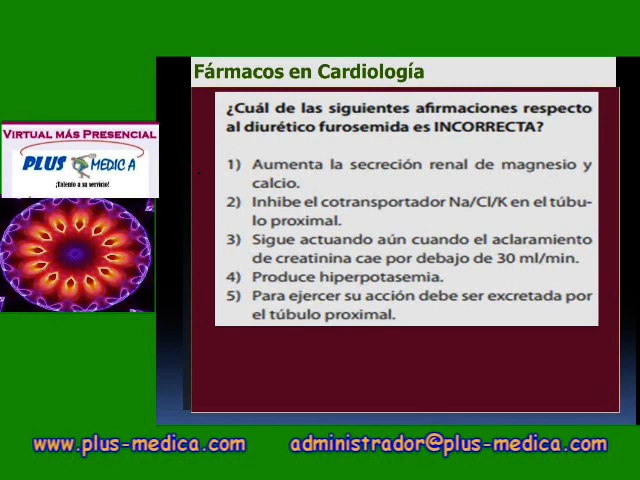 Fármacos en Cardiología
VIRTUAL MÁS PRESENCIAL
PLUS MEDICA
¡Talento a su servicio!
¿Cuál de las siguientes afirmaciones respecto
al diurético furosemida es INCORRECTA?
1) Aumenta la secreción renal de magnesio y
calcio.
2) Inhibe el cotransportador Na/Cl/K en el túbu-
lo proximal.
3) Sigue actuando aún cuando el aclaramiento
de creatinina cae por debajo de 30 ml/min.
4) Produce hiperpotasemia.
5) Para ejercer su acción debe ser excretada por
el túbulo proximal.
www.plus-medica.com administrador@plus-medica.com